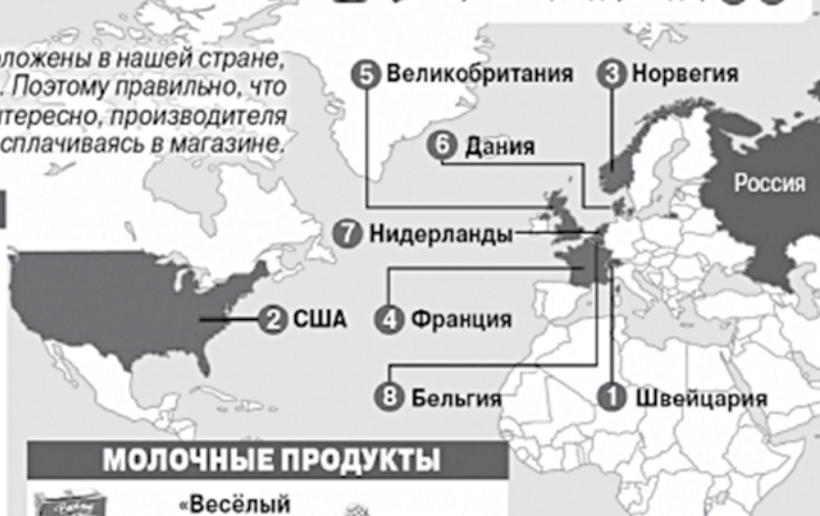 ложены в нашей стране,
. Поэтому правильно, что
тересно, производителя
сплачиваясь в магазине.
5 Великобритания
3 Норвегия
6 Дания
Россия
7 Нидерланды
2 США
4 Франция
8 Бельгия
1 Швейцария
МОЛОЧНЫЕ ПРОДУКТЫ
«Весёлый